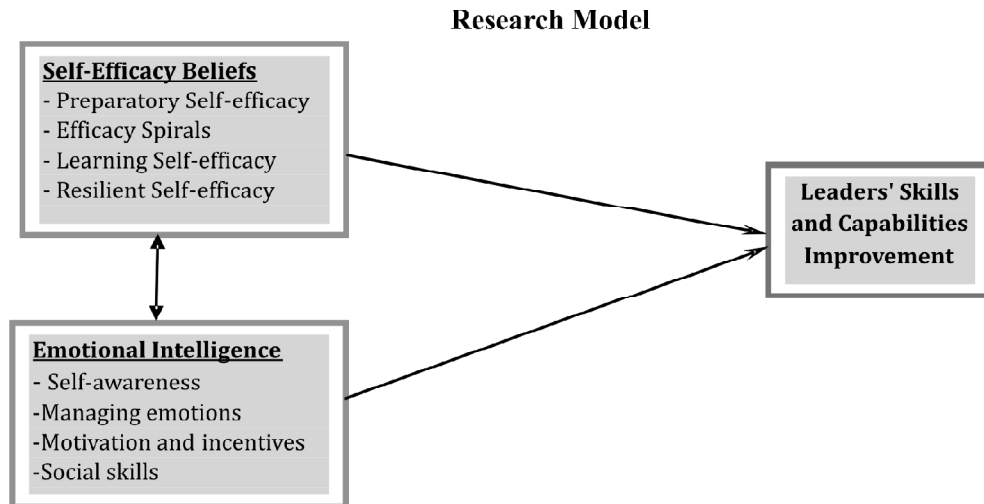 Research Model
Self-Efficacy Beliefs
- Preparatory Self-efficacy
- Efficacy Spirals
- Learning Self-efficacy
- Resilient Self-efficacy
Leaders' Skills
and Capabilities
Improvement
Emotional Intelligence
- Self-awareness
-Managing emotions
-Motivation and incentives
-Social skills